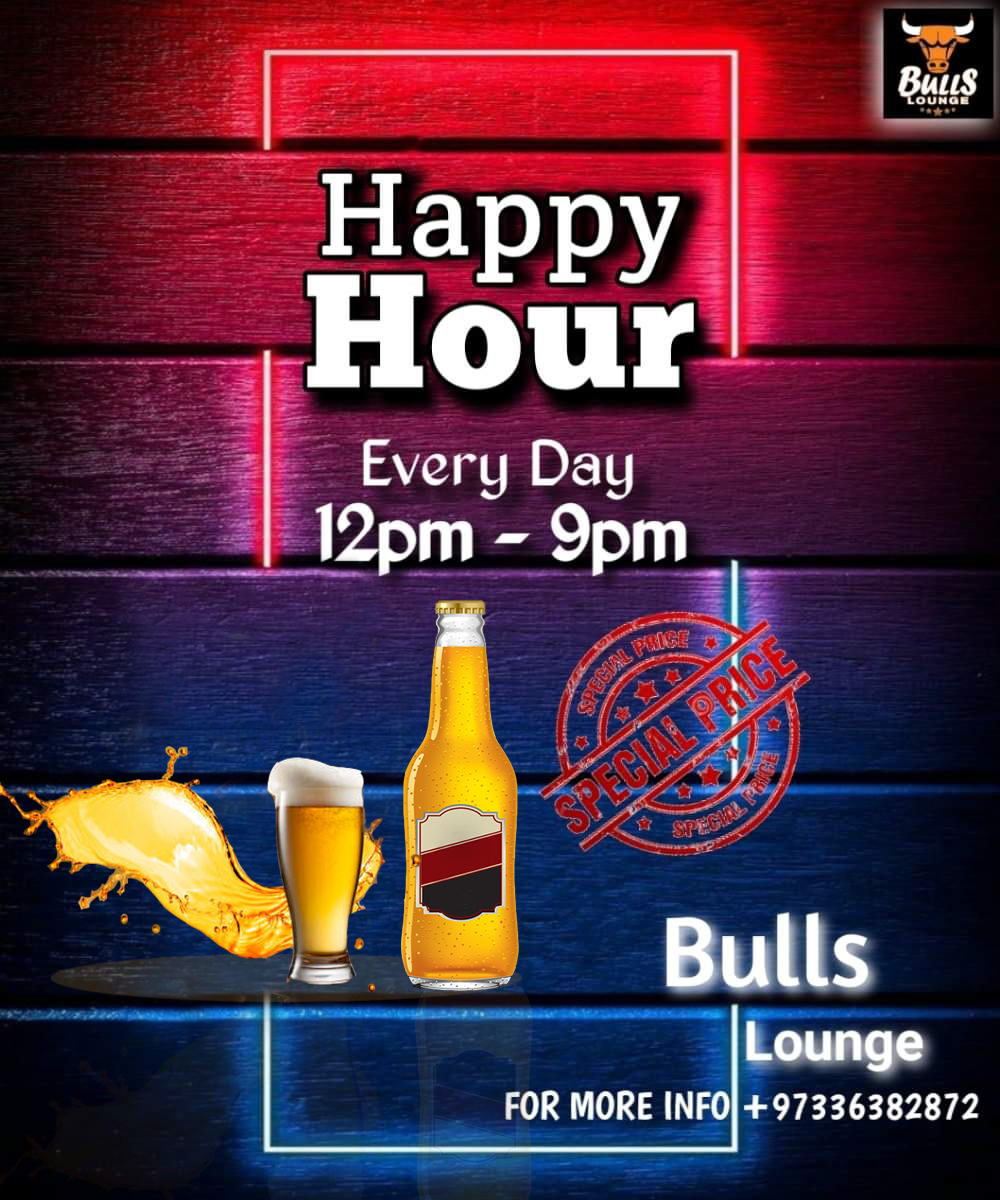 BULLS
LOUNGE
Happy
Hour
Every Day
12pm - 9pm
SPECIAL PRICE
SPECIAL PRICE
SPECIAL PRICE
Bulls
Lounge
FOR MORE INFO +97336382872